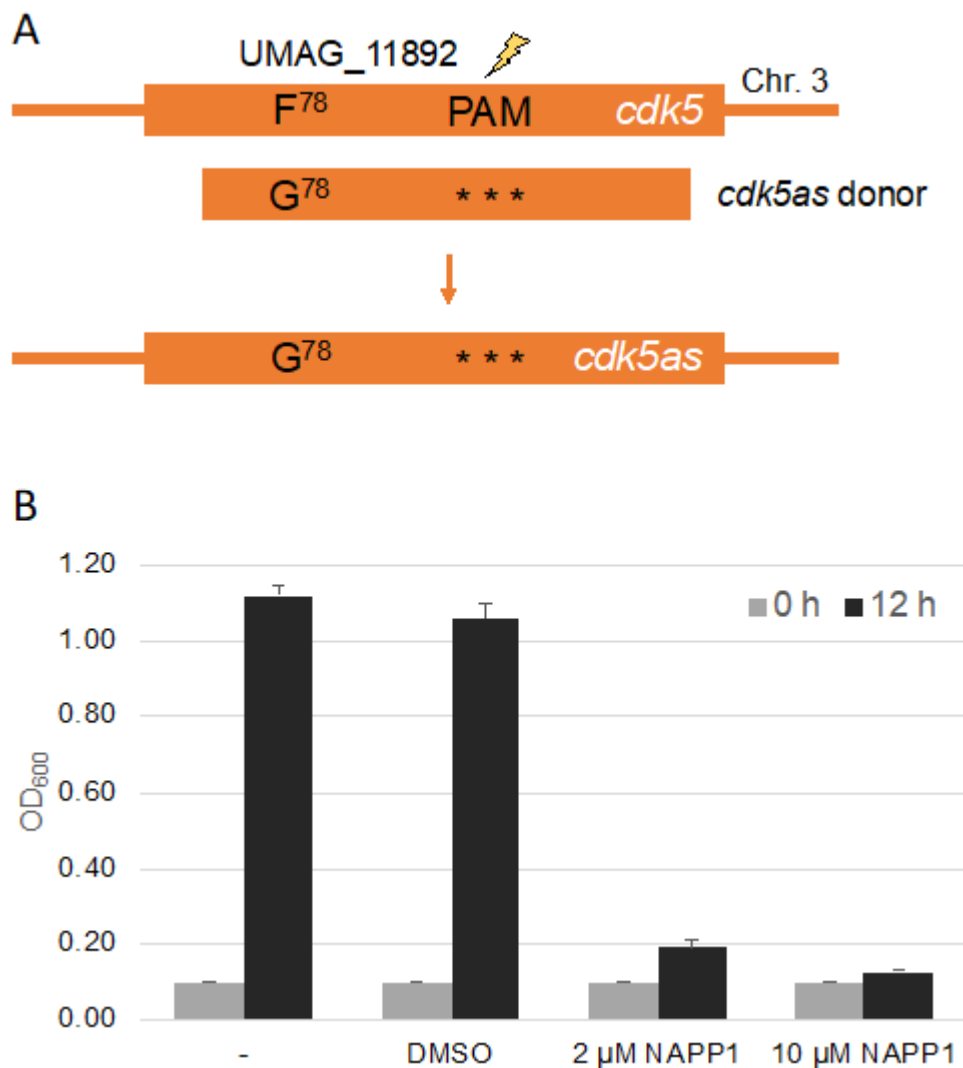 A
UMAG_11892
F⁷⁸ PAM cdk5 Chr. 3
G⁷⁸ * * * cdk5as donor
G⁷⁸ * * * cdk5as
B
1.20
0 h 12 h
1.00
0.80
0.60
0.40
0.20
0.00
OD₆₀₀
- DMSO 2 µM NAPP1 10 µM NAPP1